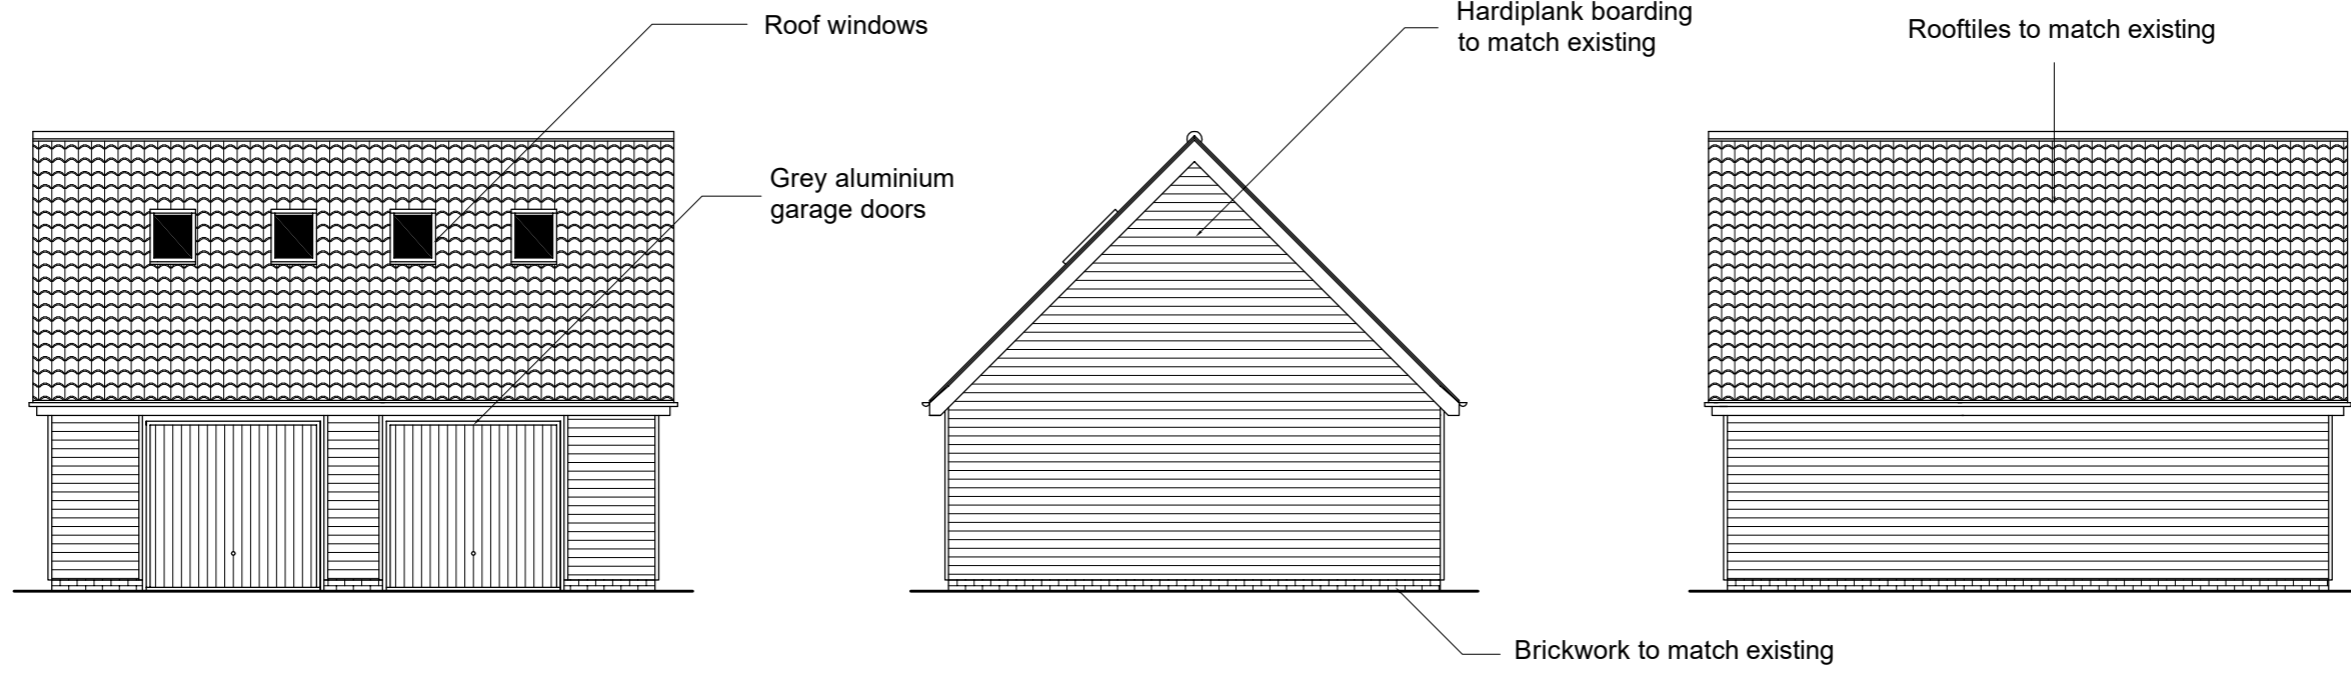 Roof windows
Grey aluminium
garage doors
Hardiplank boarding
to match existing
Rooftiles to match existing
Brickwork to match existing